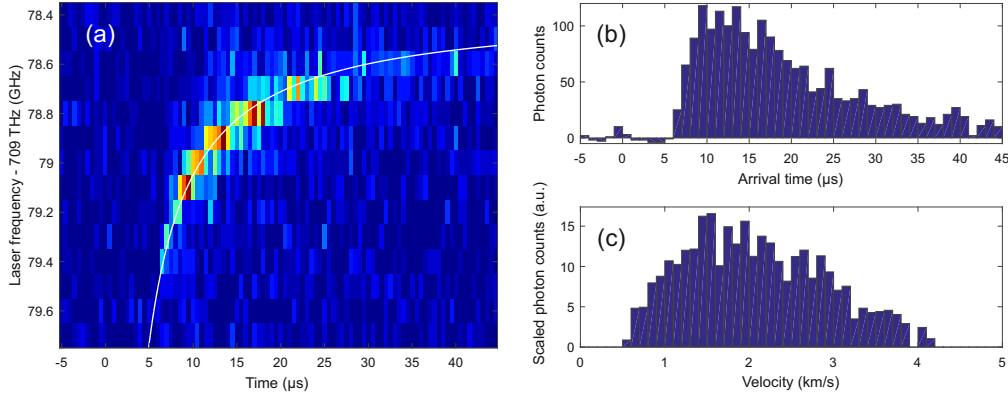 (a)
Laser frequency - 709 THz (GHz)
78.4
78.6
78.8
79
79.2
79.4
79.6
-5 0 5 10 15 20 25 30 35 40
Time (µs)
(b)
Photon counts
100
50
0
-5 0 5 10 15 20 25 30 35 40 45
Arrival time (µs)
(c)
Scaled photon counts (a.u.)
15
10
5
0
0 1 2 3 4 5
Velocity (km/s)